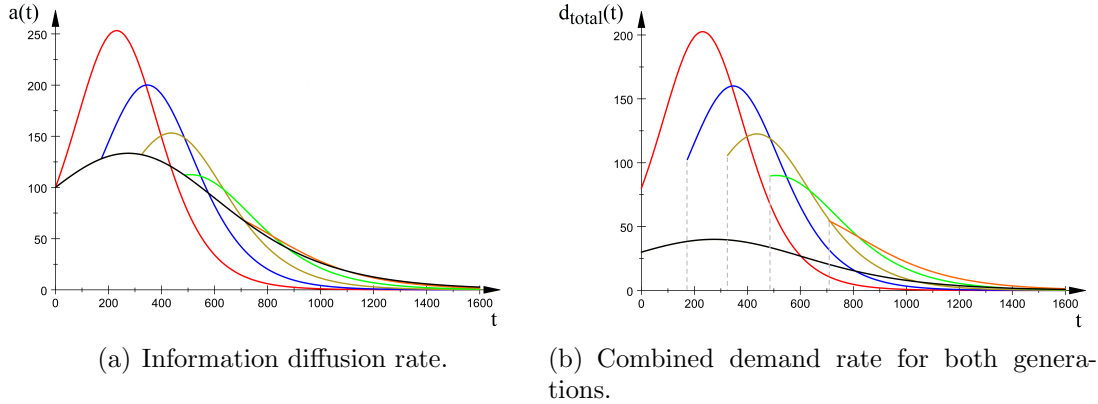 a(t)
250
200
150
100
50
0
0 200 400 600 800 1000 1200 1400 1600
t
(a) Information diffusion rate.
d_total(t)
200
150
100
50
0
0 200 400 600 800 1000 1200 1400 1600
t
(b) Combined demand rate for both genera-
tions.